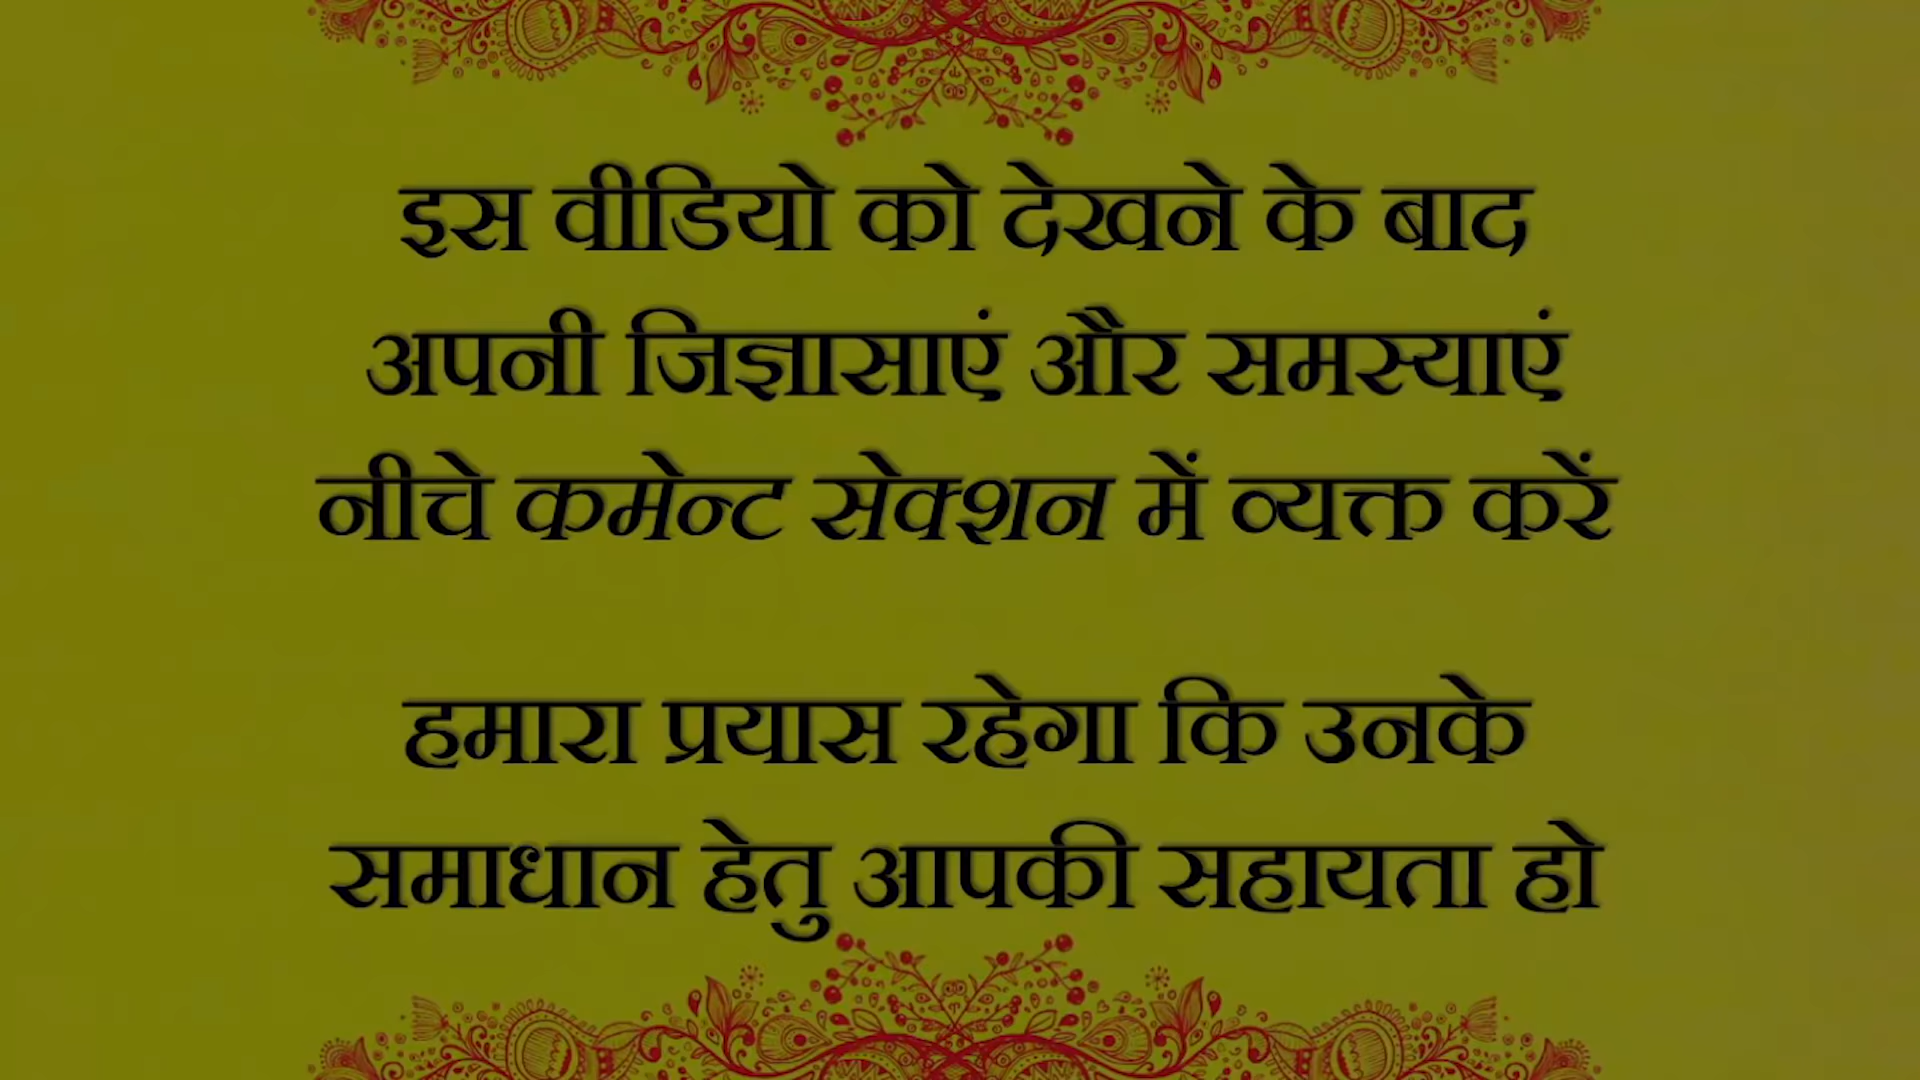 इस वीडियो को देखने के बाद
अपनी जिज्ञासाएं और समस्याएं
नीचे कमेन्ट सेक्शन में व्यक्त करें
हमारा प्रयास रहेगा कि उनके
समाधान हेतु आपकी सहायता हो